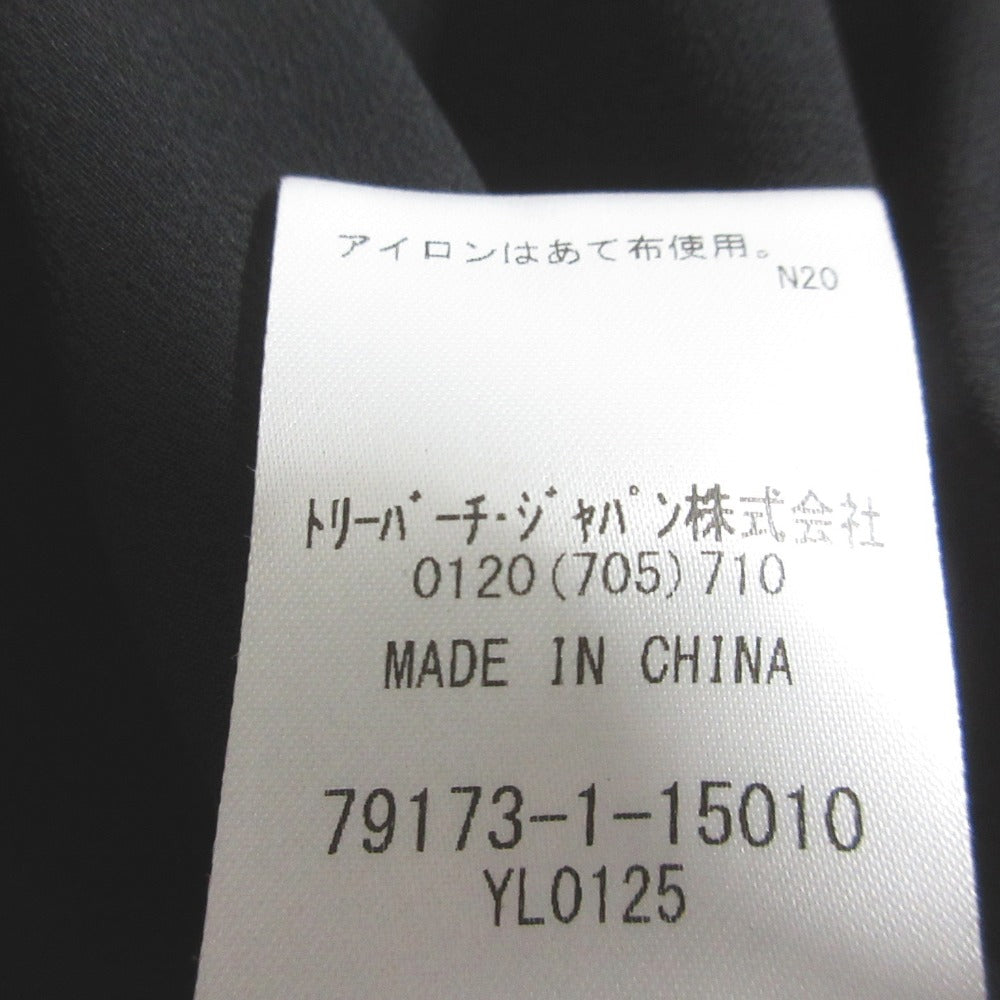 アイロンはあて布使用。
N20
トリーバーチ・ジャパン株式会社
0120(705)710
MADE IN CHINA
79173-1-15010
YL0125